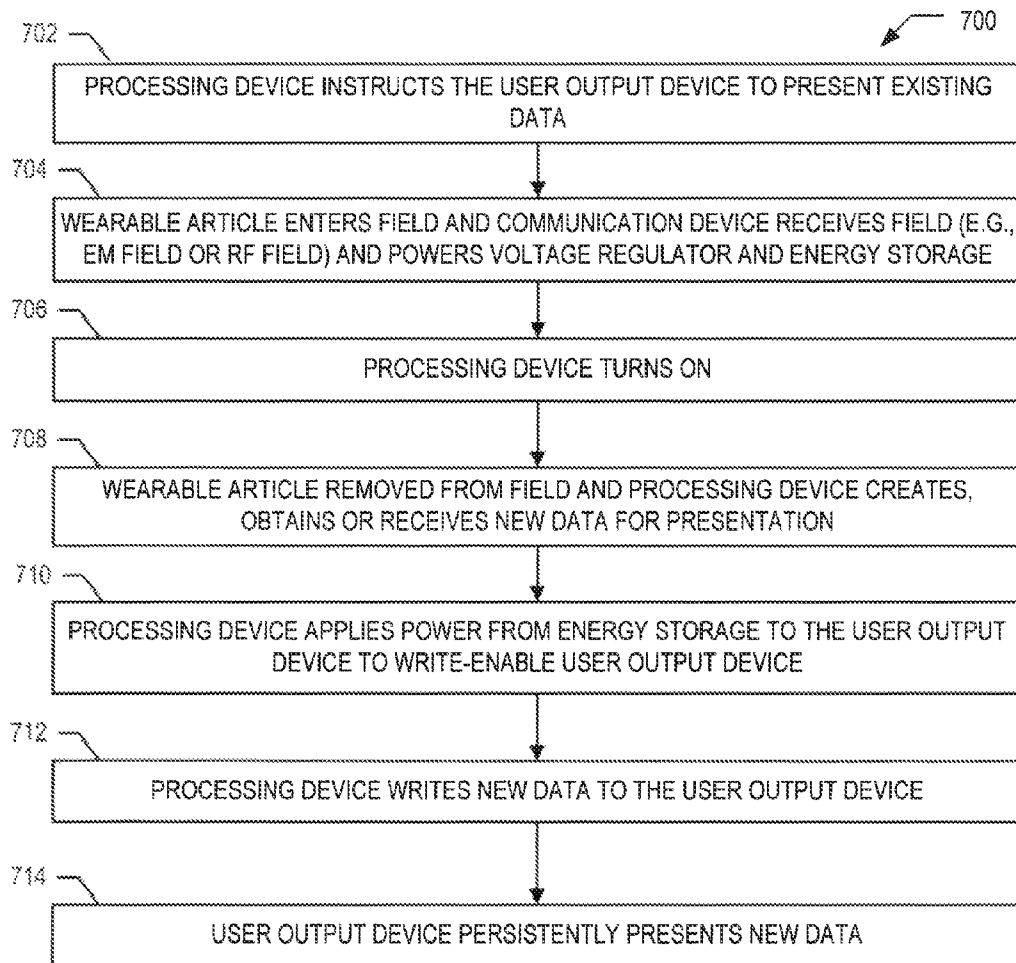 700
702
PROCESSING DEVICE INSTRUCTS THE USER OUTPUT DEVICE TO PRESENT EXISTING
DATA
704
WEARABLE ARTICLE ENTERS FIELD AND COMMUNICATION DEVICE RECEIVES FIELD (E.G.,
EM FIELD OR RF FIELD) AND POWERS VOLTAGE REGULATOR AND ENERGY STORAGE
706
PROCESSING DEVICE TURNS ON
708
WEARABLE ARTICLE REMOVED FROM FIELD AND PROCESSING DEVICE CREATES,
OBTAINS OR RECEIVES NEW DATA FOR PRESENTATION
710
PROCESSING DEVICE APPLIES POWER FROM ENERGY STORAGE TO THE USER OUTPUT
DEVICE TO WRITE-ENABLE USER OUTPUT DEVICE
712
PROCESSING DEVICE WRITES NEW DATA TO THE USER OUTPUT DEVICE
714
USER OUTPUT DEVICE PERSISTENTLY PRESENTS NEW DATA